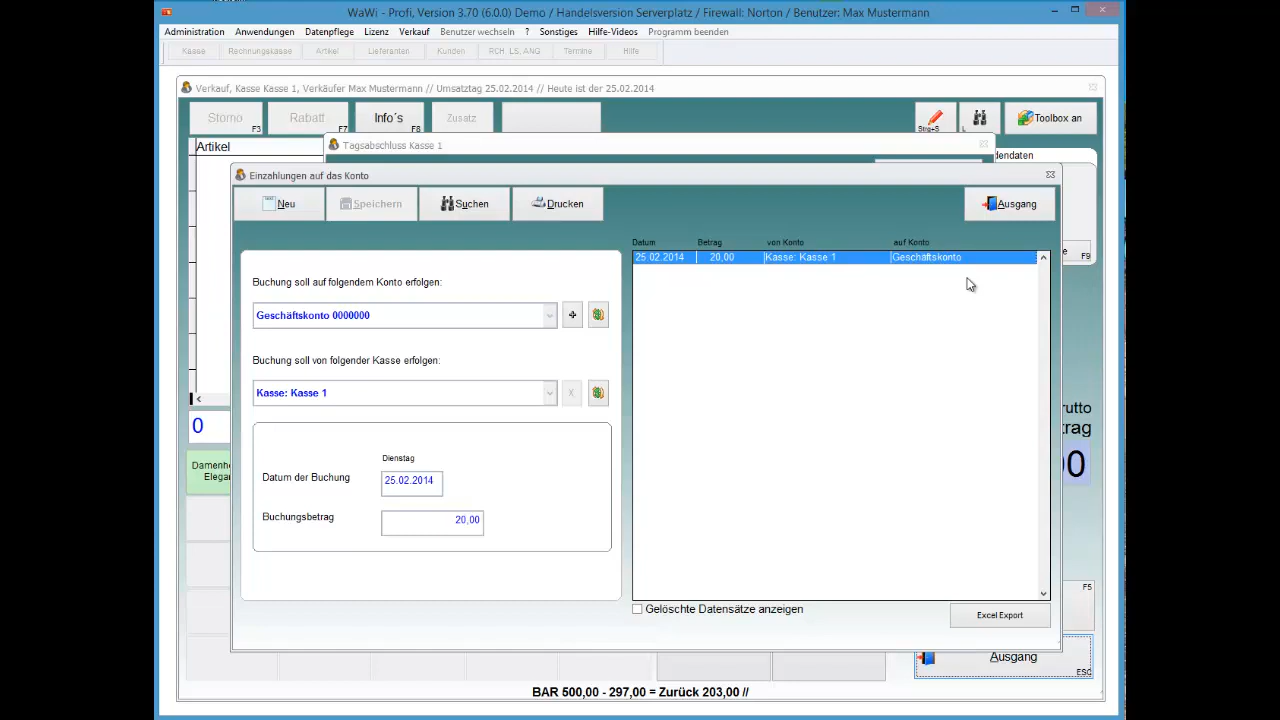 WaWi - Profi, Version 3.70 (6.0.0) Demo / Handelsversion Serverplatz / Firewall: Norton / Benutzer: Max Mustermann
Administration Anwendungen Datenpflege Lizenz Verkauf Benutzer wechseln ? Sonstiges Hilfe-Videos Programm beenden
Kasse Rechnungskasse Artikel Lieferanten Kunden RCH, LS, ANG Termine Hilfe
Verkauf, Kasse Kasse 1, Verkäufer Max Mustermann // Umsatztag 25.02.2014 // Heute ist der 25.02.2014
Storno F3 Rabatt F7 Info´s F8 Zusatz Strg+S L Toolbox an
Artikel
Tagsabschluss Kasse 1
dendaten
Einzahlungen auf das Konto
Neu Speichern Suchen Drucken Ausgang
Datum Betrag von Konto auf Konto
25.02.2014 20,00 Kasse: Kasse 1 Geschäftskonto
e F9
Buchung soll auf folgendem Konto erfolgen:
Geschäftskonto 0000000 +
Buchung soll von folgender Kasse erfolgen:
Kasse: Kasse 1 X
rutto
trag
0
00
Dienstag
Datum der Buchung 25.02.2014
Buchungsbetrag 20,00
Damenhe
Elegar
F5
Gelöschte Datensätze anzeigen
Excel Export
Ausgang
ESC
BAR 500,00 - 297,00 = Zurück 203,00 //